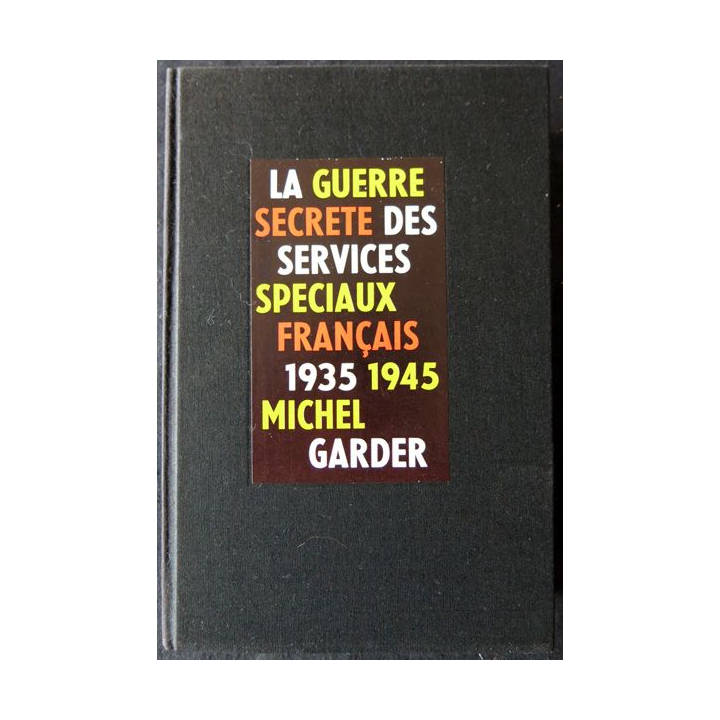 LA GUERRE
SECRETE DES
SERVICES
SPECIAUX
FRANÇAIS
1935 1945
MICHEL
GARDER